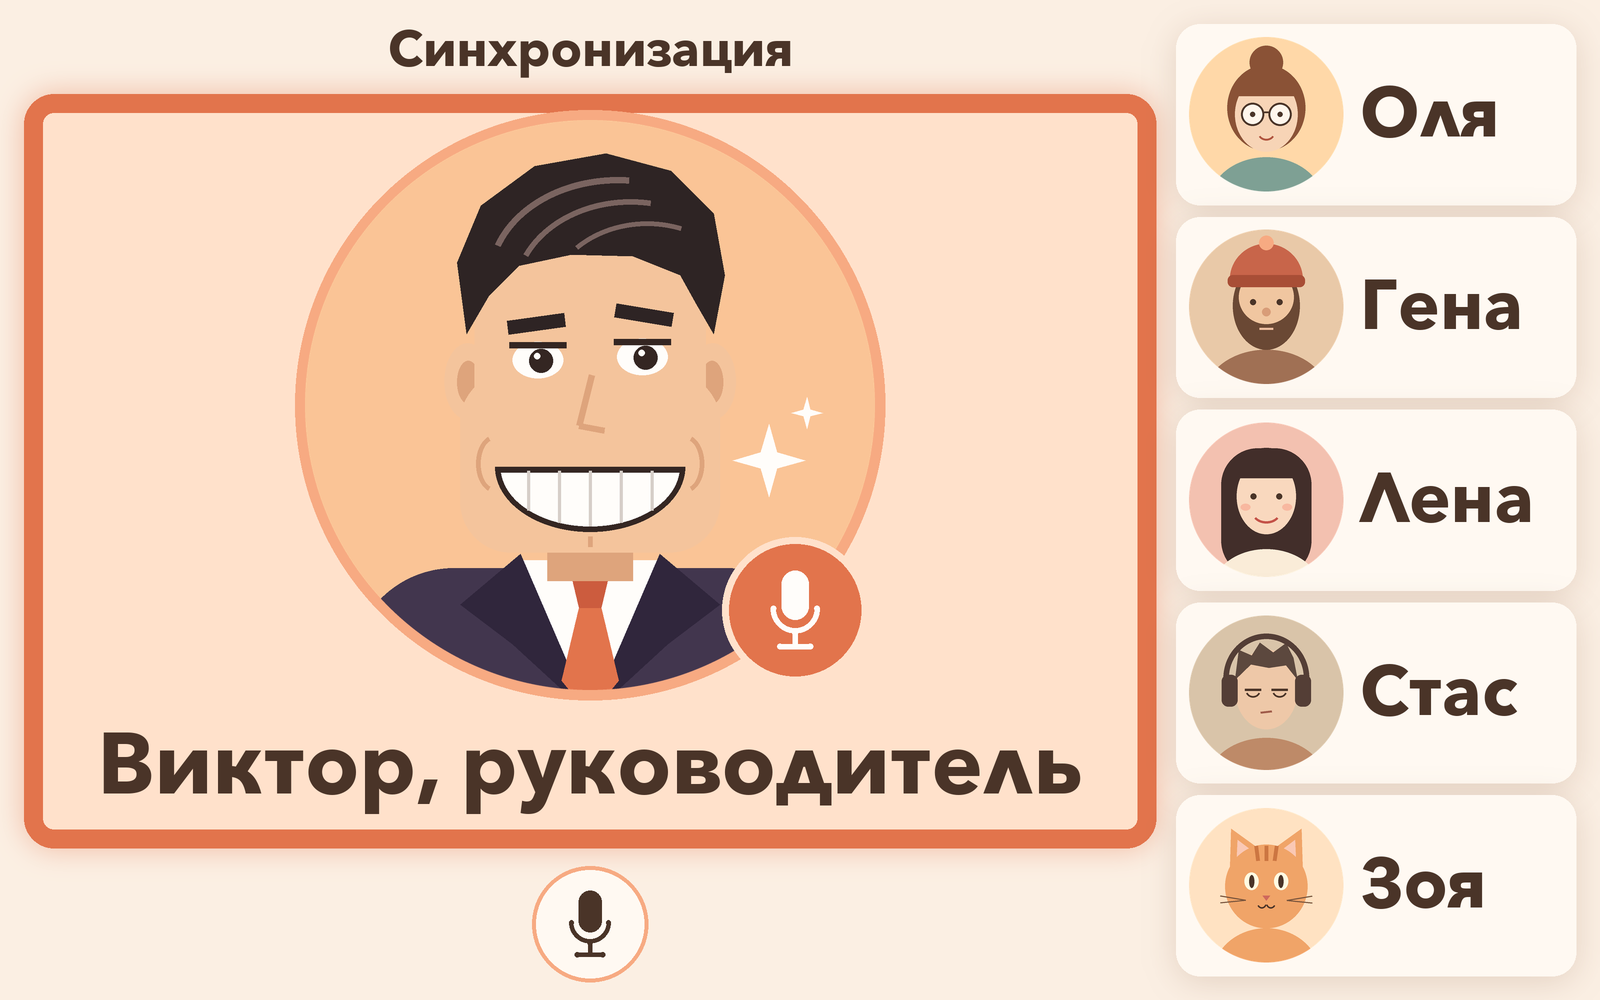 Синхронизация
Виктор, руководитель
Оля
Гена
Лена
Стас
Зоя